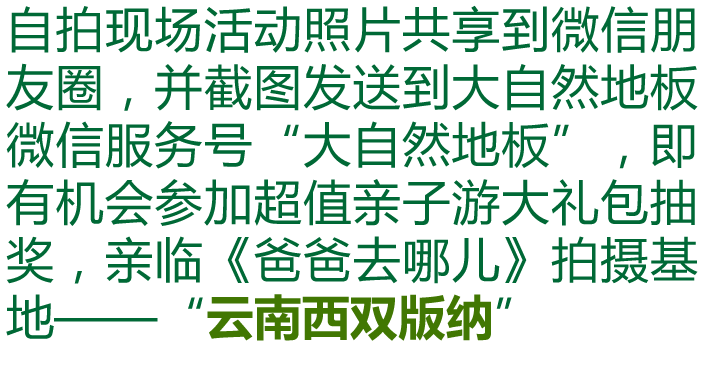 自拍现场活动照片共享到微信朋
友圈，并截图发送到大自然地板
微信服务号“大自然地板”，即
有机会参加超值亲子游大礼包抽
奖，亲临《爸爸去哪儿》拍摄基
地——“云南西双版纳”